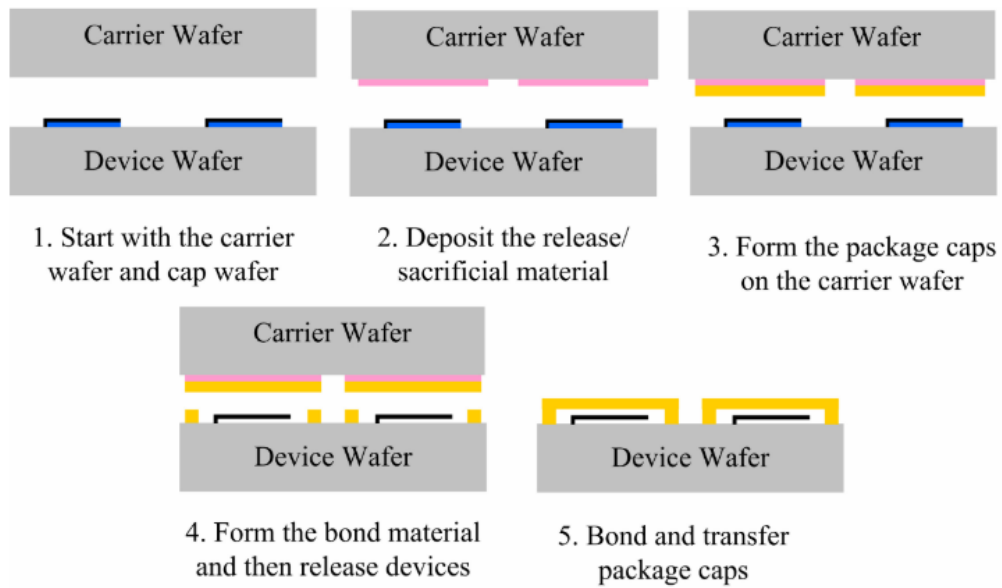 Carrier Wafer
Device Wafer
1. Start with the carrier
wafer and cap wafer
Carrier Wafer
Device Wafer
2. Deposit the release/
sacrificial material
Carrier Wafer
Device Wafer
3. Form the package caps
on the carrier wafer
Carrier Wafer
Device Wafer
4. Form the bond material
and then release devices
Device Wafer
5. Bond and transfer
package caps